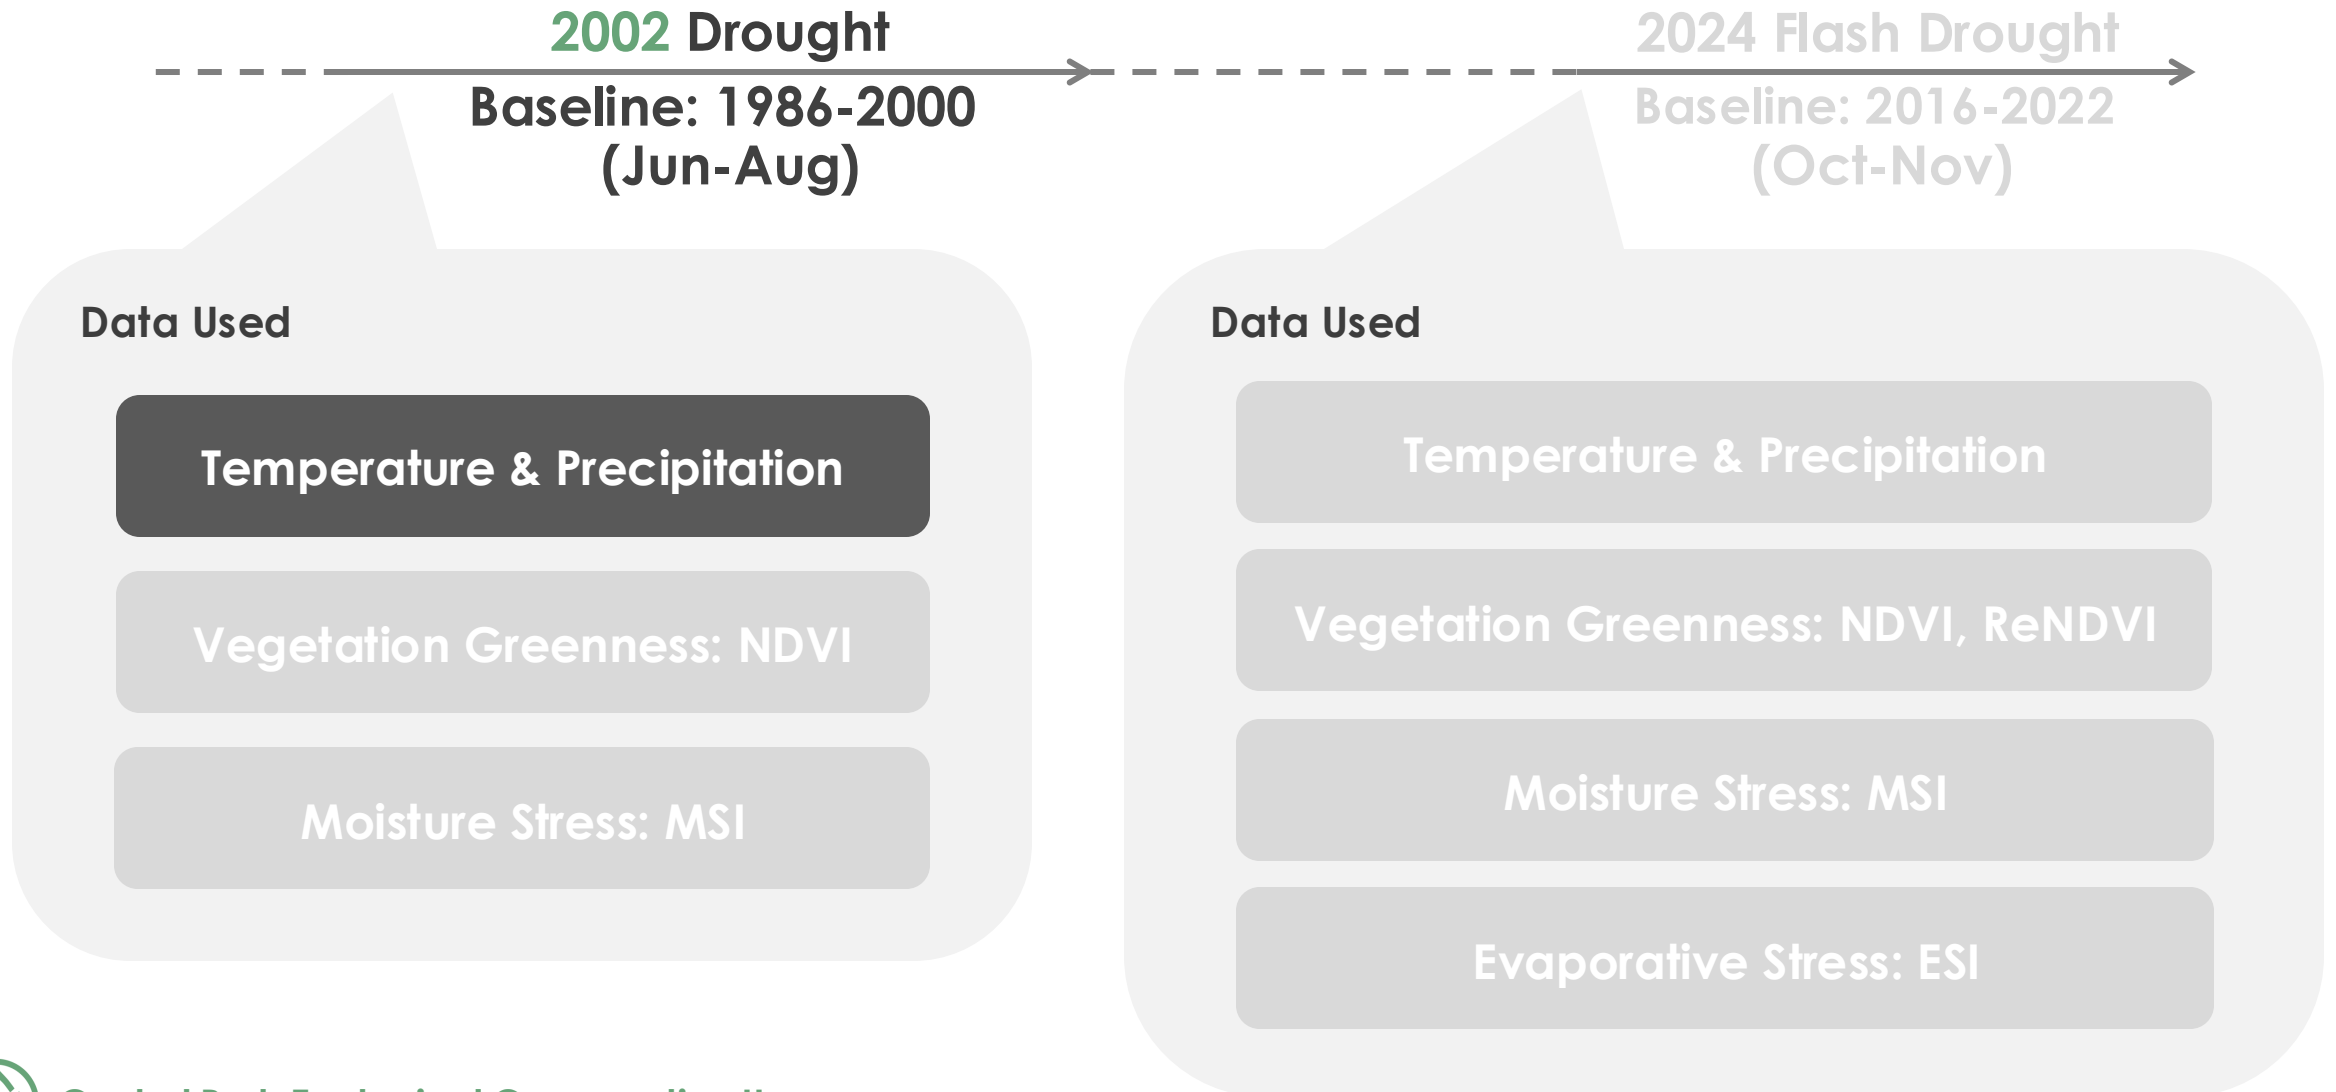 2002 Drought
Baseline: 1986-2000
(Jun-Aug)
2024 Flash Drought
Baseline: 2016-2022
(Oct-Nov)
Data Used
Temperature & Precipitation
Vegetation Greenness: NDVI
Moisture Stress: MSI
Data Used
Temperature & Precipitation
Vegetation Greenness: NDVI, ReNDVI
Moisture Stress: MSI
Evaporative Stress: ESI